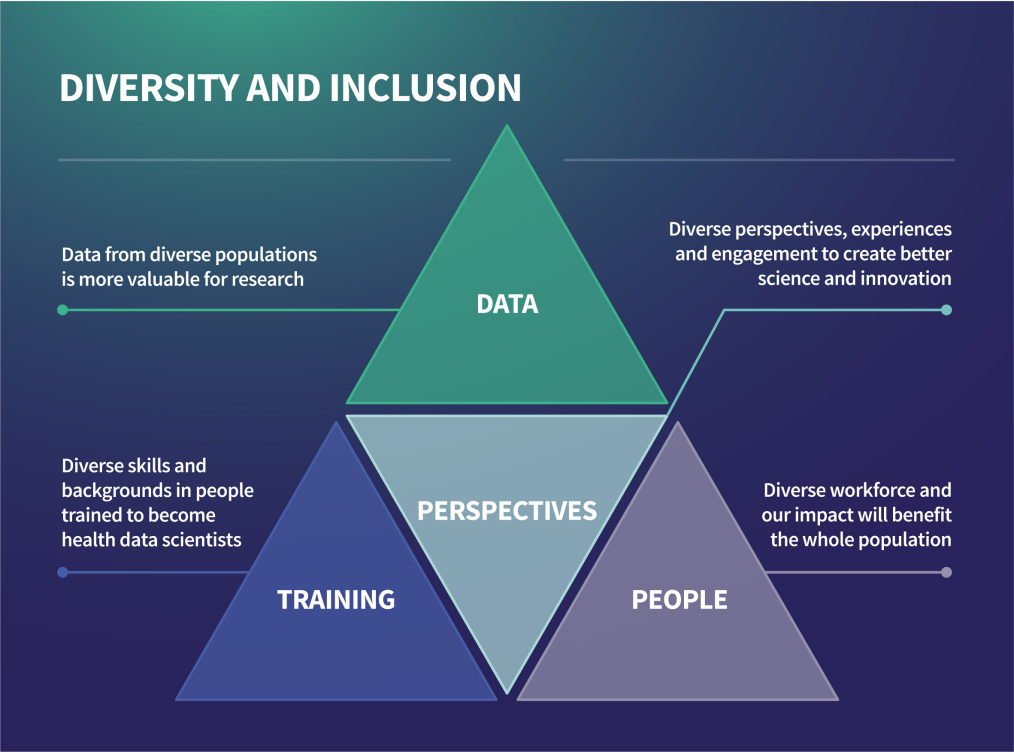 DIVERSITY AND INCLUSION
Data from diverse populations
is more valuable for research
DATA
Diverse perspectives, experiences
and engagement to create better
science and innovation
Diverse skills and
backgrounds in people
trained to become
health data scientists
TRAINING
PERSPECTIVES
PEOPLE
Diverse workforce and
our impact will benefit
the whole population